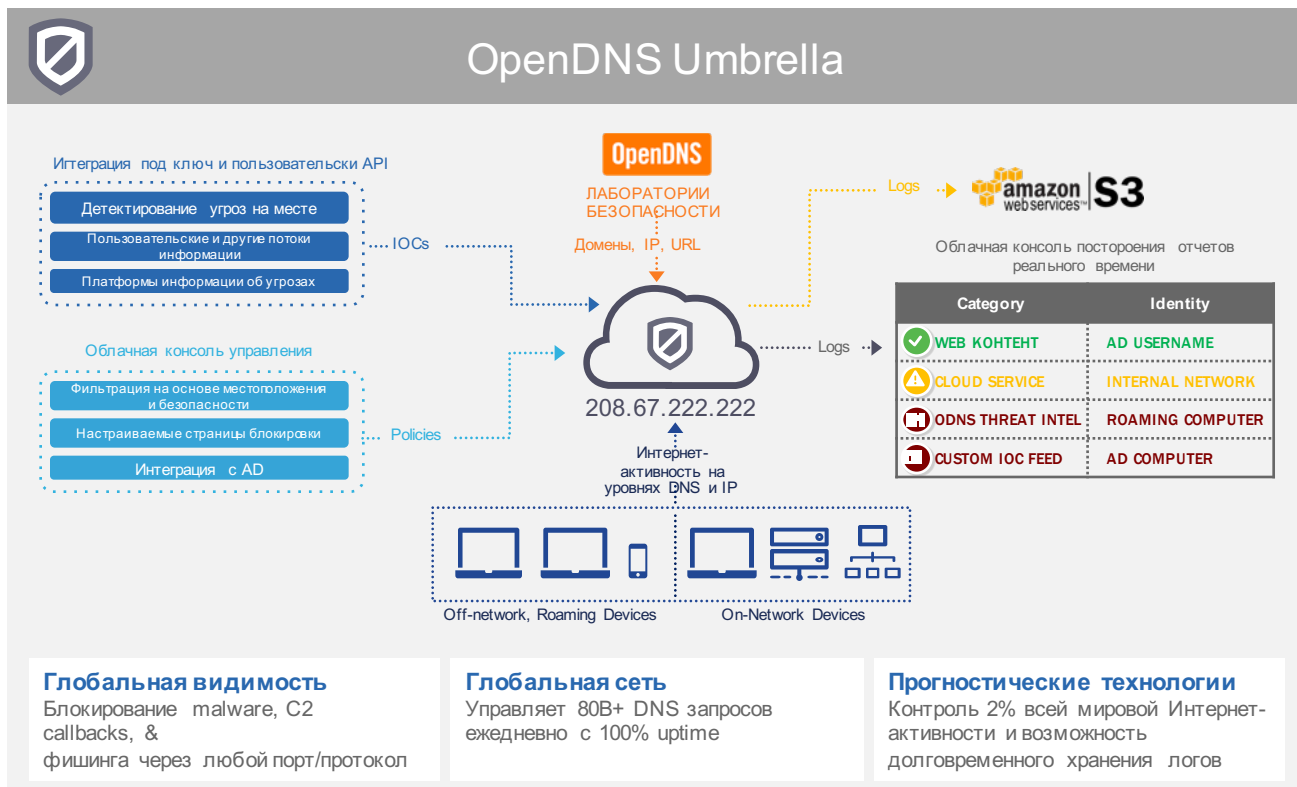 OpenDNS Umbrella
Иггеграция под ключ и пользовательски API
Детектирование угроз на месте
Пользовательские и другие потоки
информации
Платформы информации об угрозах
IOCs
Облачная консоль управления
Фильтрация на основе местоположения
и безопасности
Настраиваемые страницы блокировки
Интеграция с AD
Policies
OpenDNS
ЛАБОРАТОРИИ
БЕЗОПАСНОСТИ
Домены, IP, URL
208.67.222.222
Интернет-
активность на
уровнях DNS и IP
Off-network, Roaming Devices
On-Network Devices
Logs
amazon
web services™
S3
Logs
Облачная консоль постороения отчетов
реального времени
Category Identity
WEB КОНТЕНТ AD USERNAME
CLOUD SERVICE INTERNAL NETWORK
ODNS THREAT INTEL ROAMING COMPUTER
CUSTOM IOC FEED AD COMPUTER
Глобальная видимость
Блокирование malware, C2
callbacks, &
фишинга через любой порт/протокол
Глобальная сеть
Управляет 80B+ DNS запросов
ежедневно с 100% uptime
Прогностические технологии
Контроль 2% всей мировой Интернет-
активности и возможность
долговременного хранения логов